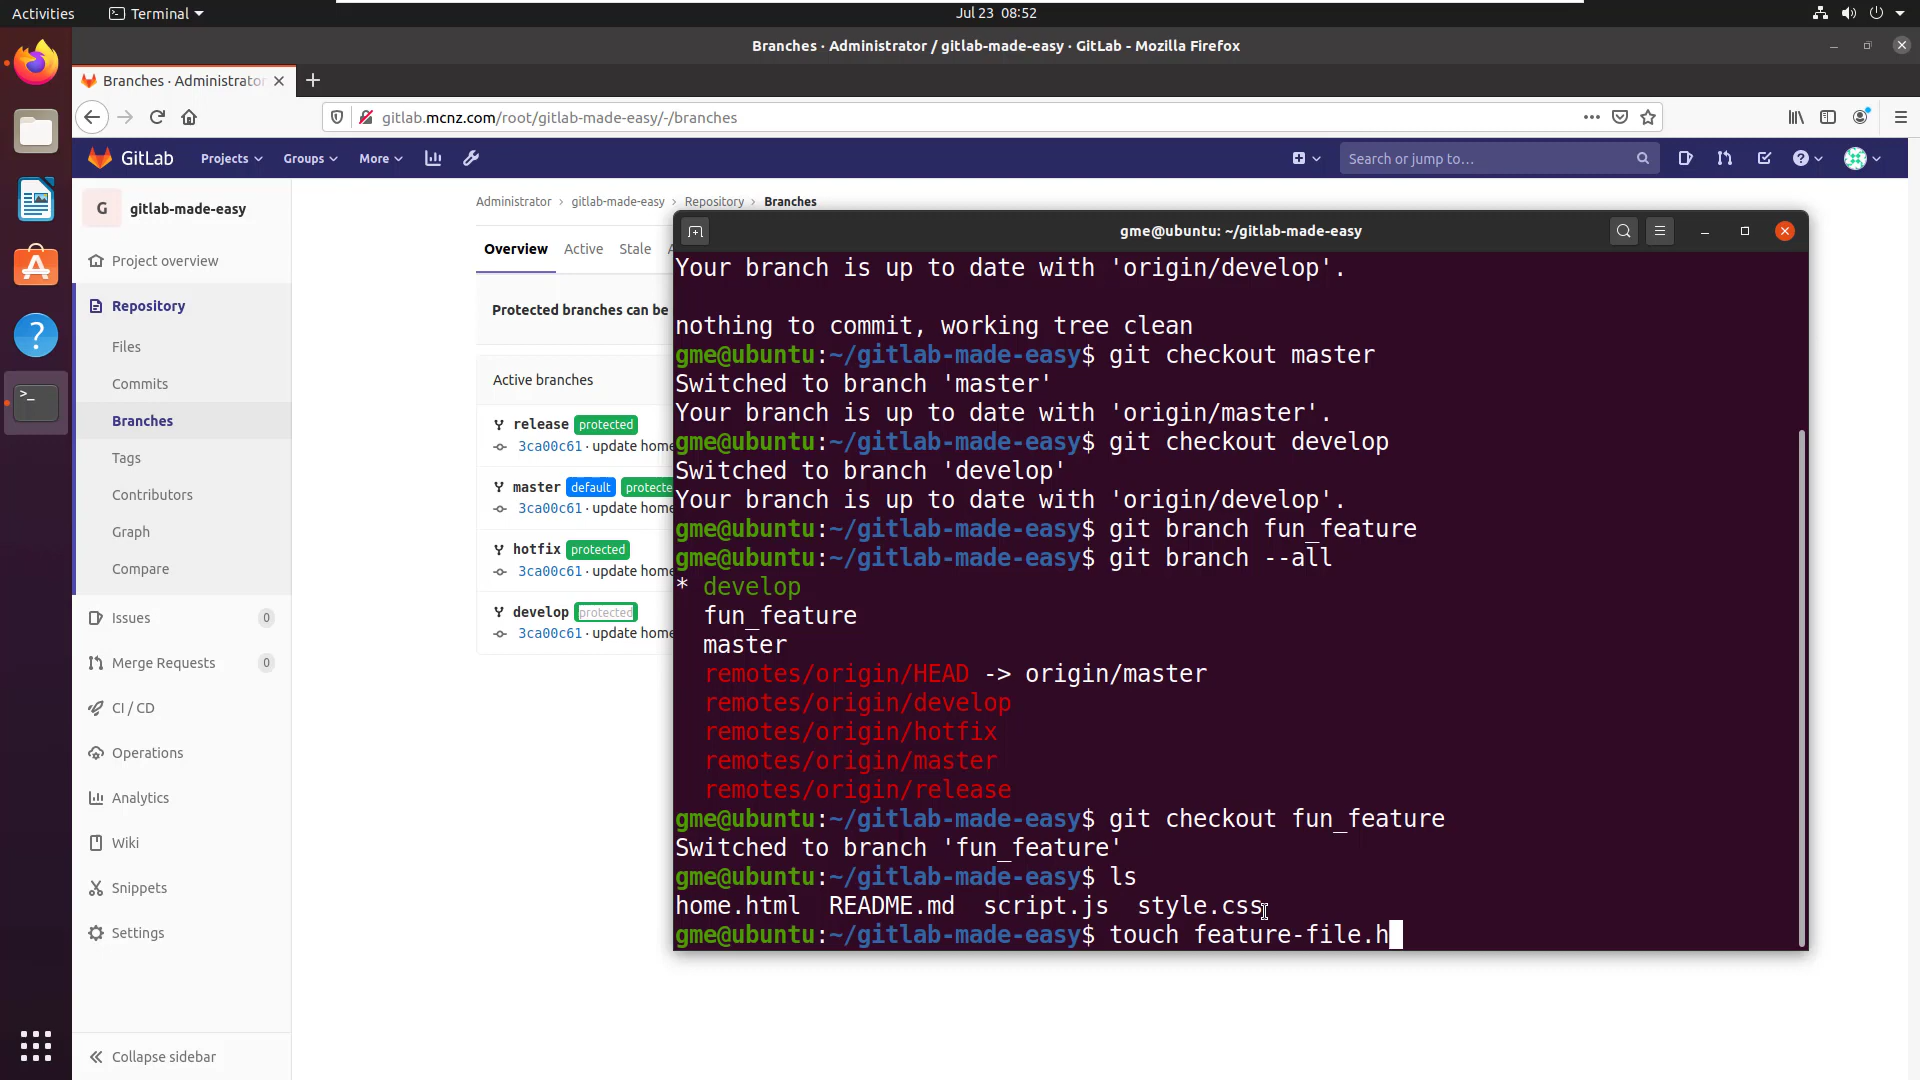 Activities
Terminal
Jul 23 08:52
Branches · Administrator / gitlab-made-easy · GitLab - Mozilla Firefox
Branches · Administrator
gitlab.mcnz.com/root/gitlab-made-easy/-/branches
GitLab
Projects
Groups
More
Search or jump to...
G
gitlab-made-easy
Project overview
Repository
Files
Commits
Branches
Tags
Contributors
Graph
Compare
Issues 0
Merge Requests 0
CI / CD
Operations
Analytics
Wiki
Snippets
Settings
Collapse sidebar
Administrator › gitlab-made-easy › Repository › Branches
Overview Active Stale
Protected branches can be
Active branches
release protected
3ca00c61 · update home
master default protecte
3ca00c61 · update home
hotfix protected
3ca00c61 · update home
develop protected
3ca00c61 · update home
gme@ubuntu: ~/gitlab-made-easy
Your branch is up to date with 'origin/develop'.
nothing to commit, working tree clean
gme@ubuntu:~/gitlab-made-easy$ git checkout master
Switched to branch 'master'
Your branch is up to date with 'origin/master'.
gme@ubuntu:~/gitlab-made-easy$ git checkout develop
Switched to branch 'develop'
Your branch is up to date with 'origin/develop'.
gme@ubuntu:~/gitlab-made-easy$ git branch fun_feature
gme@ubuntu:~/gitlab-made-easy$ git branch --all
* develop
fun_feature
master
remotes/origin/HEAD -> origin/master
remotes/origin/develop
remotes/origin/hotfix
remotes/origin/master
remotes/origin/release
gme@ubuntu:~/gitlab-made-easy$ git checkout fun_feature
Switched to branch 'fun_feature'
gme@ubuntu:~/gitlab-made-easy$ ls
home.html README.md script.js style.css
gme@ubuntu:~/gitlab-made-easy$ touch feature-file.h